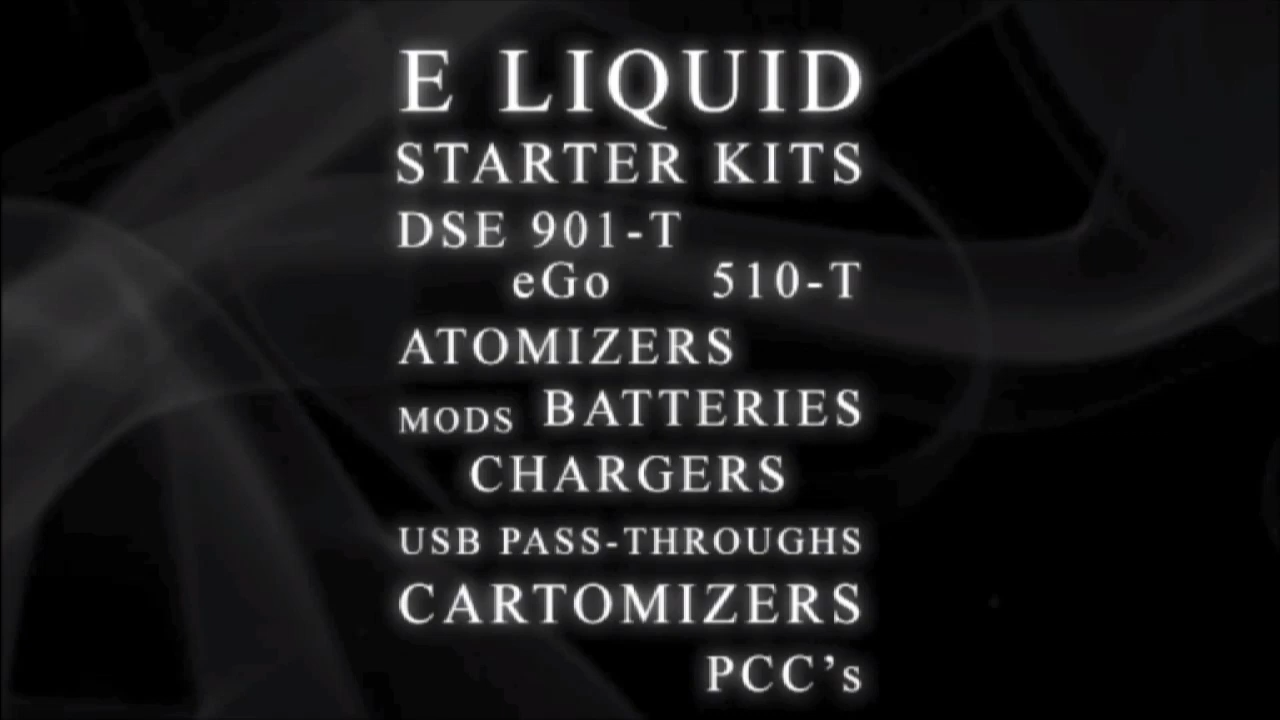 E LIQUID
STARTER KITS
DSE 901-T
eGo 510-T
ATOMIZERS
MODS BATTERIES
CHARGERS
USB PASS-THROUGHS
CARTOMIZERS
PCC's